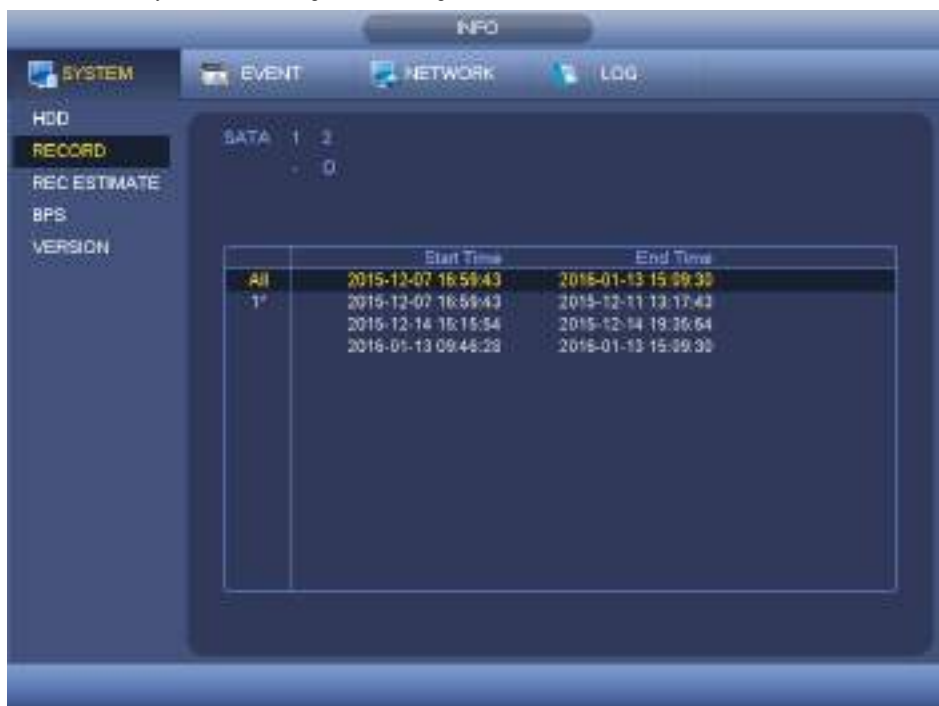 INFO
SYSTEM EVENT NETWORK LOG
HDD
RECORD
REC ESTIMATE
BPS
VERSION
SATA 1 2
- O
Start Time End Time
All 2015-12-07 16:59:43 2016-01-13 15:09:30
1* 2015-12-07 16:59:43 2015-12-11 13:17:43
2015-12-14 16:15:54 2015-12-14 19:36:54
2016-01-13 09:46:28 2016-01-13 15:09:30